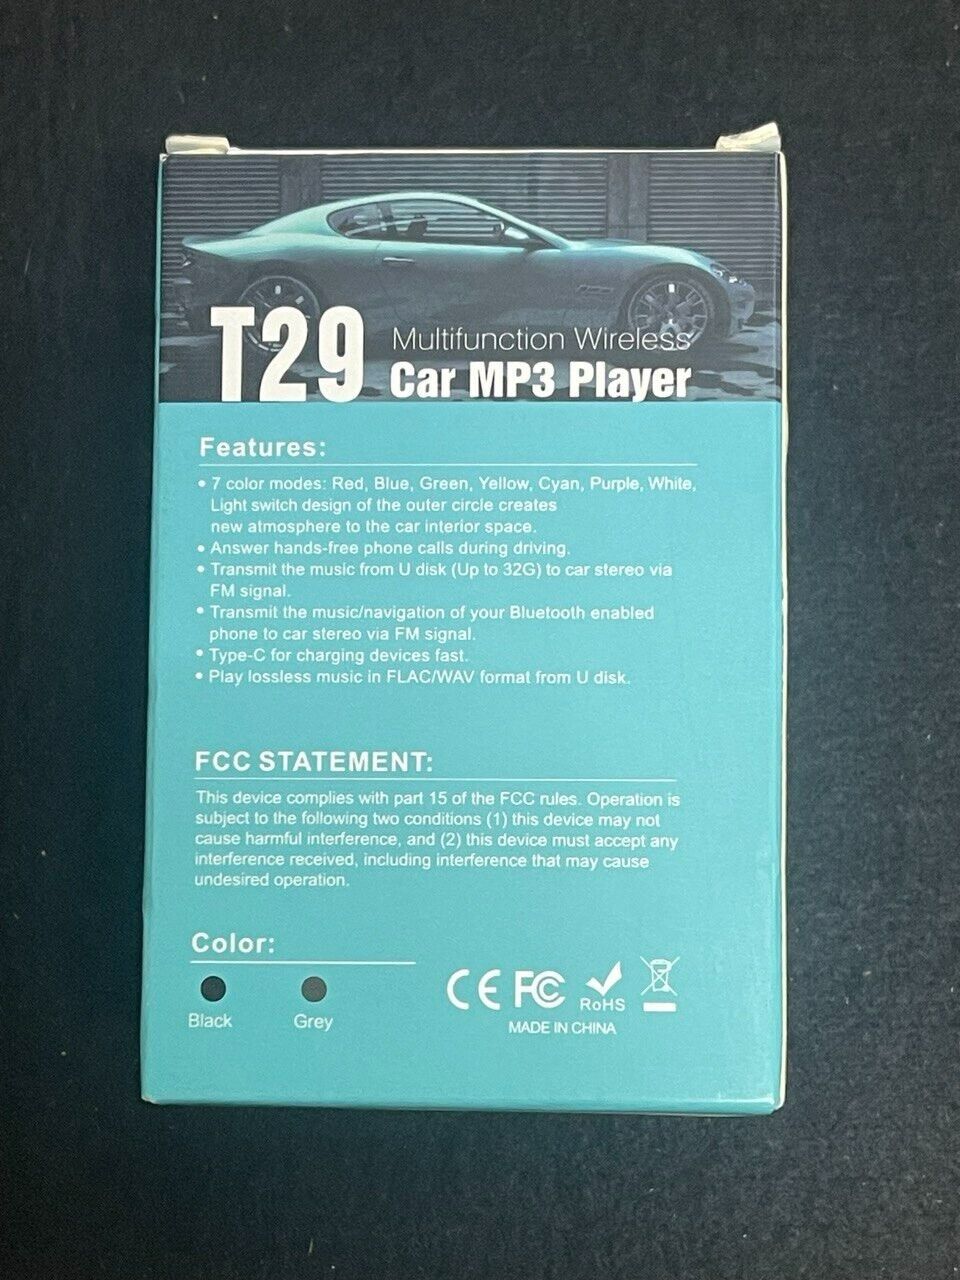 T29
Multifunction Wireless
Car MP3 Player
Features:
• 7 color modes: Red, Blue, Green, Yellow, Cyan, Purple, White,
Light switch design of the outer circle creates
new atmosphere to the car interior space.
• Answer hands-free phone calls during driving.
• Transmit the music from U disk (Up to 32G) to car stereo via
FM signal.
• Transmit the music/navigation of your Bluetooth enabled
phone to car stereo via FM signal.
• Type-C for charging devices fast.
• Play lossless music in FLAC/WAV format from U disk.
FCC STATEMENT:
This device complies with part 15 of the FCC rules. Operation is
subject to the following two conditions (1) this device may not
cause harmful interference, and (2) this device must accept any
interference received, including interference that may cause
undesired operation.
Color:
Black Grey
CE FC RoHS
MADE IN CHINA